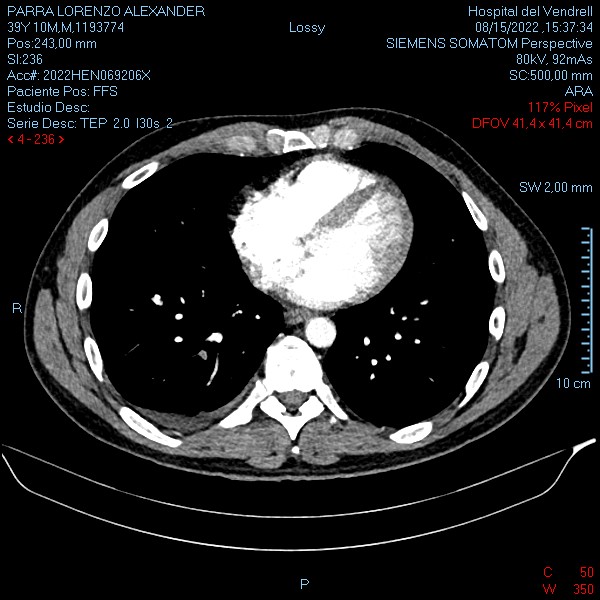 PARRA LORENZO ALEXANDER
39Y 10M,M,1193774
Pos:243,00 mm
SI:236
Acc#: 2022HEN069206X
Paciente Pos: FFS
Estudio Desc:
Serie Desc: TEP 2.0 I30s 2
< 4 - 236 >
Lossy
Hospital del Vendrell
08/15/2022 ,15:37:34
SIEMENS SOMATOM Perspective
80kV, 92mAs
SC:500,00 mm
ARA
117% Pixel
DFOV 41,4 x 41,4 cm
SW 2,00 mm
R
10 cm
P
C 50
W 350